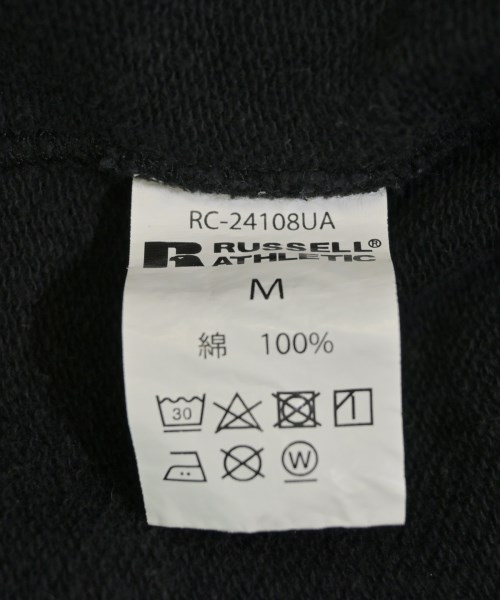 RC-24108UA
RUSSELL®
ATHLETIC
M
綿 100%
30
W